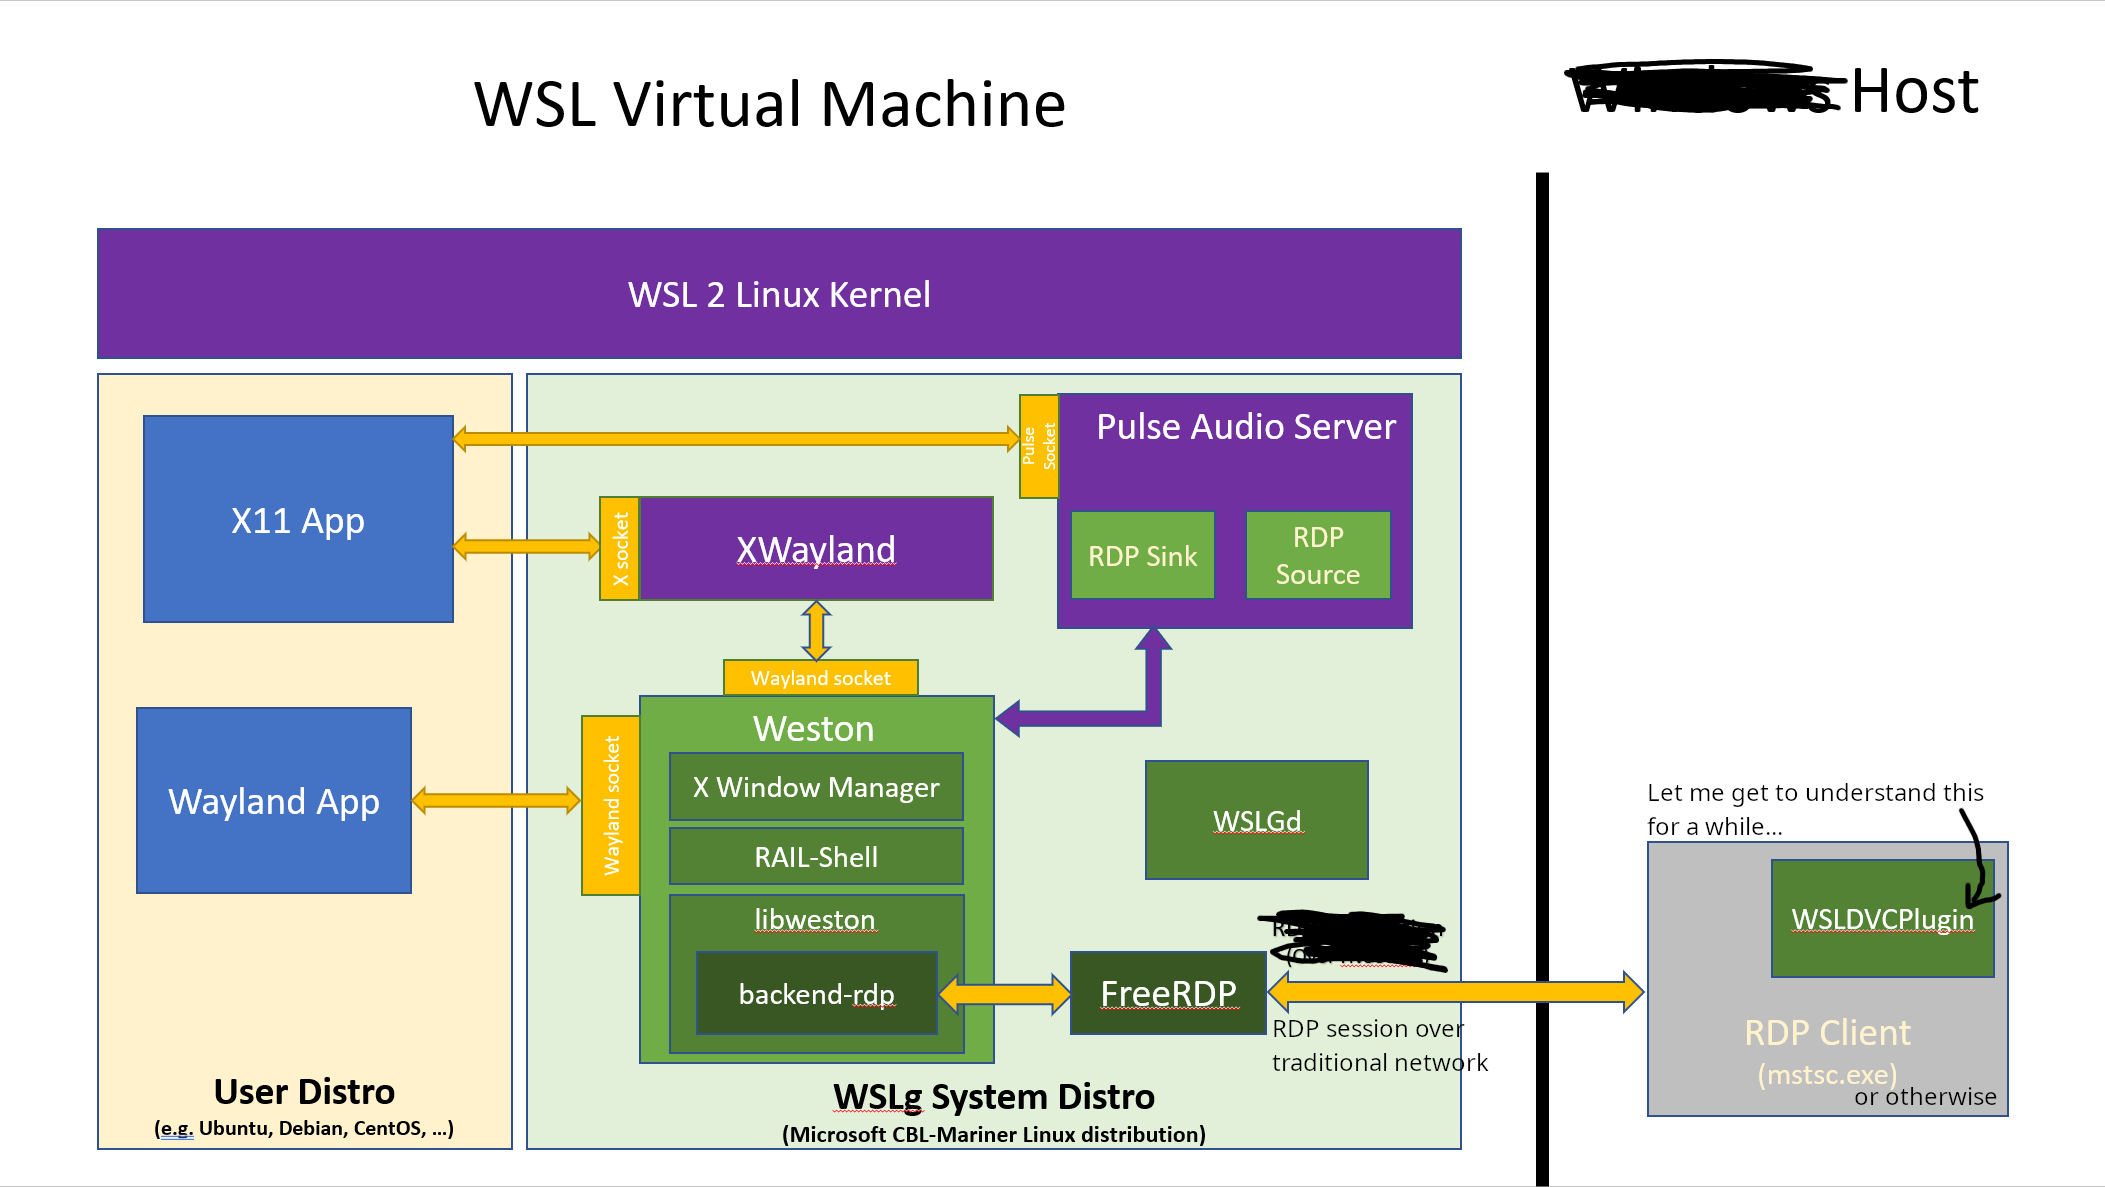 WSL Virtual Machine
Host
WSL 2 Linux Kernel
X11 App
Pulse
Socket
Pulse Audio Server
RDP Sink
RDP
Source
X socket
XWayland
Wayland socket
Weston
Wayland App
Wayland socket
X Window Manager
RAIL-Shell
libweston
backend-rdp
WSLGd
FreeRDP
RDP session over
traditional network
Let me get to understand this
for a while...
WSLDVCPlugin
RDP Client
(mstsc.exe)
or otherwise
User Distro
(e.g. Ubuntu, Debian, CentOS, ...)
WSLg System Distro
(Microsoft CBL-Mariner Linux distribution)